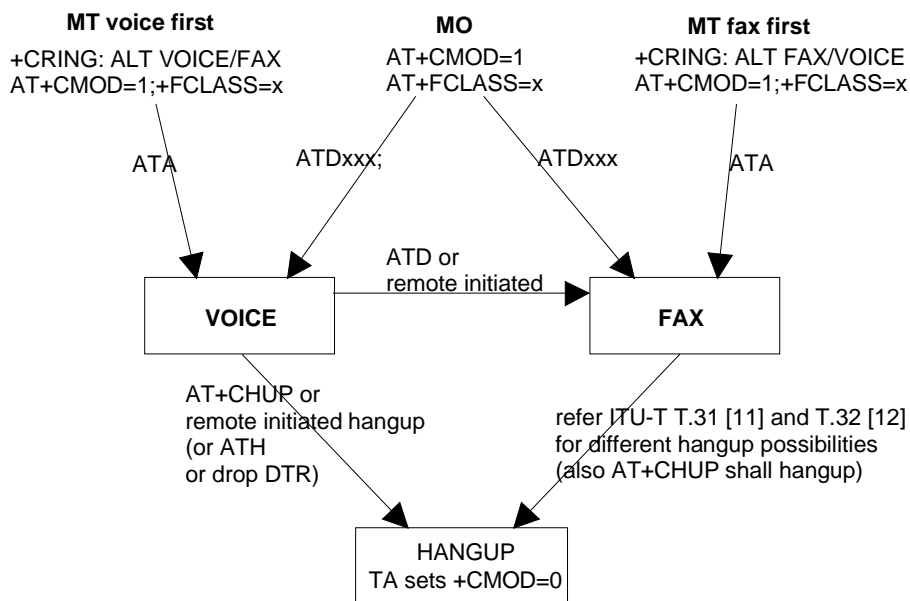 MT voice first
+CRING: ALT VOICE/FAX
AT+CMOD=1;+FCLASS=x
MO
AT+CMOD=1
AT+FCLASS=x
MT fax first
+CRING: ALT FAX/VOICE
AT+CMOD=1;+FCLASS=x
ATA
ATDxxx;
ATDxxx
ATA
ATD or
remote initiated
VOICE
FAX
AT+CHUP or
remote initiated hangup
(or ATH
or drop DTR)
refer ITU-T T.31 [11] and T.32 [12]
for different hangup possibilities
(also AT+CHUP shall hangup)
HANGUP
TA sets +CMOD=0